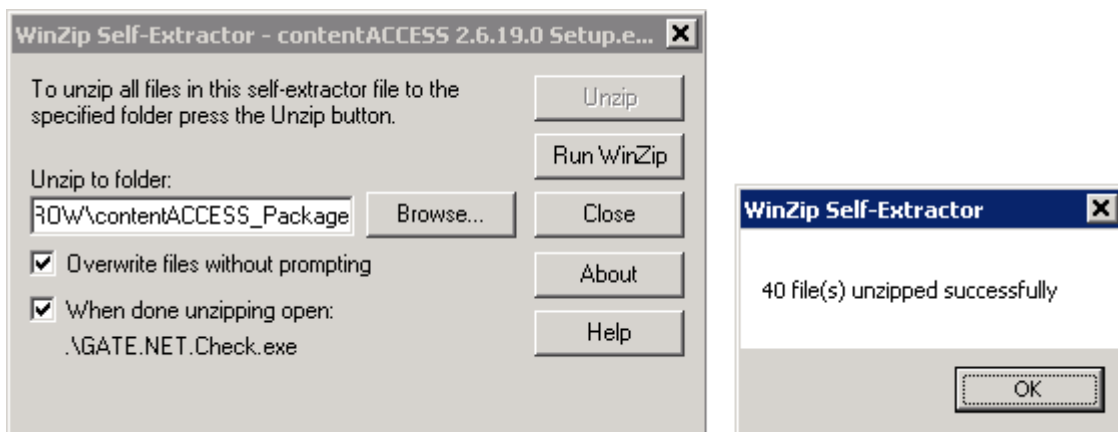 WinZip Self-Extractor - contentACCESS 2.6.19.0 Setup.e...
To unzip all files in this self-extractor file to the
specified folder press the Unzip button.
Unzip to folder:
ROW\contentACCESS_Package
Browse...
Overwrite files without prompting
When done unzipping open:
.\GATE.NET.Check.exe
Unzip
Run WinZip
Close
About
Help
WinZip Self-Extractor
40 file(s) unzipped successfully
OK